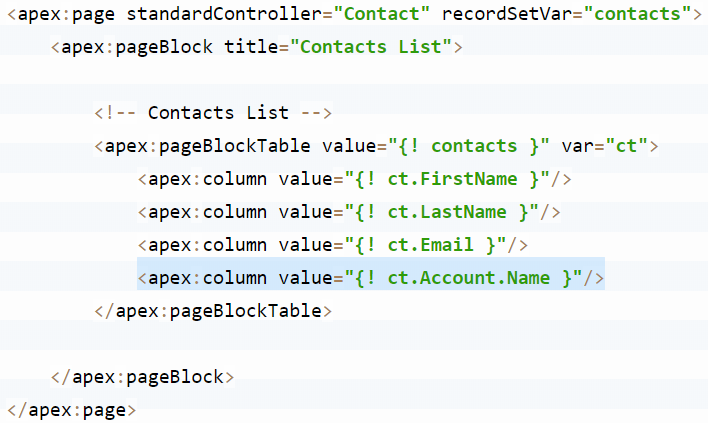 <apex:page standardController="Contact" recordSetVar="contacts">
    <apex:pageBlock title="Contacts List">

        <!-- Contacts List -->
        <apex:pageBlockTable value="{! contacts }" var="ct">
            <apex:column value="{! ct.FirstName }"/>
            <apex:column value="{! ct.LastName }"/>
            <apex:column value="{! ct.Email }"/>
            <apex:column value="{! ct.Account.Name }"/>
        </apex:pageBlockTable>

    </apex:pageBlock>
</apex:page>